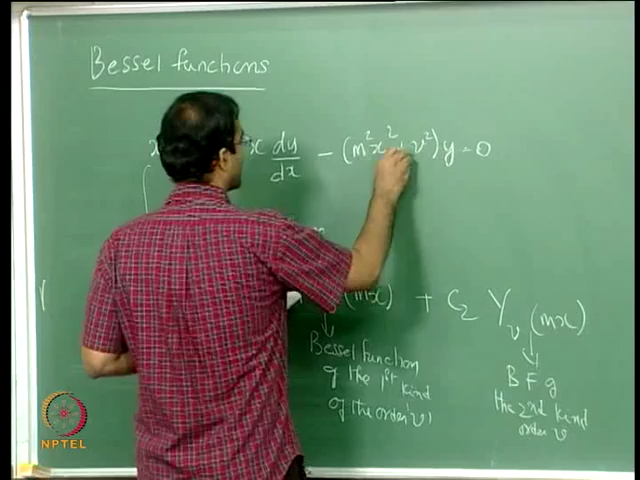 Bessel functions
x dy/dx - (m²x² + ν²)y = 0
(mx) + C₂ Yν (mx)
Bessel function
of the 1st kind
of the order 'ν'
B F of
the 2nd kind
order ν
NPTEL